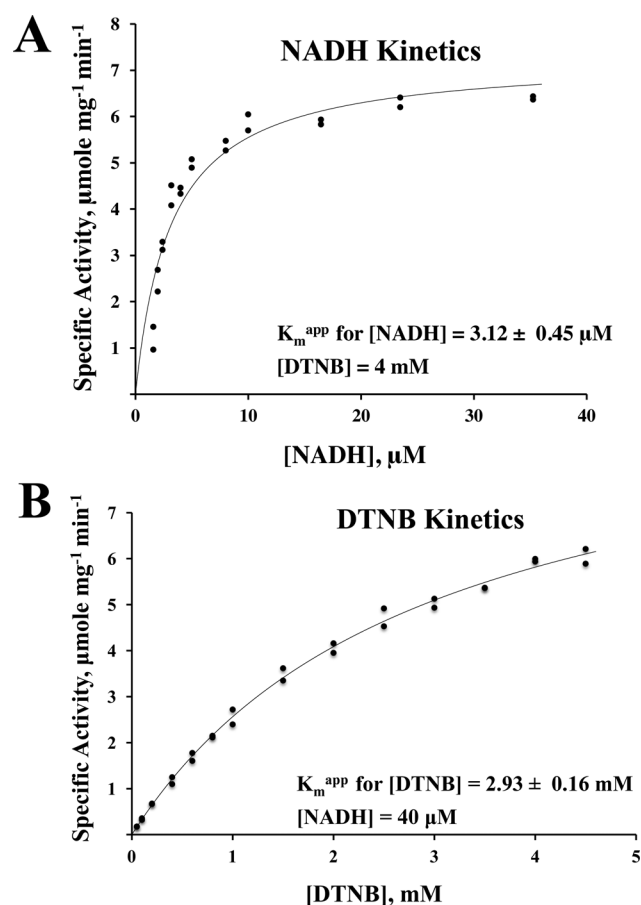 A
NADH Kinetics
Specific Activity, µmole mg⁻¹ min⁻¹
8
7
6
5
4
3
2
1
0
10
20
30
40
Kₘᵃᵖᵖ for [NADH] = 3.12 ± 0.45 µM
[DTNB] = 4 mM
[NADH], µM
B
DTNB Kinetics
Specific Activity, µmole mg⁻¹ min⁻¹
7
6
5
4
3
2
1
0
1
2
3
4
5
Kₘᵃᵖᵖ for [DTNB] = 2.93 ± 0.16 mM
[NADH] = 40 µM
[DTNB], mM